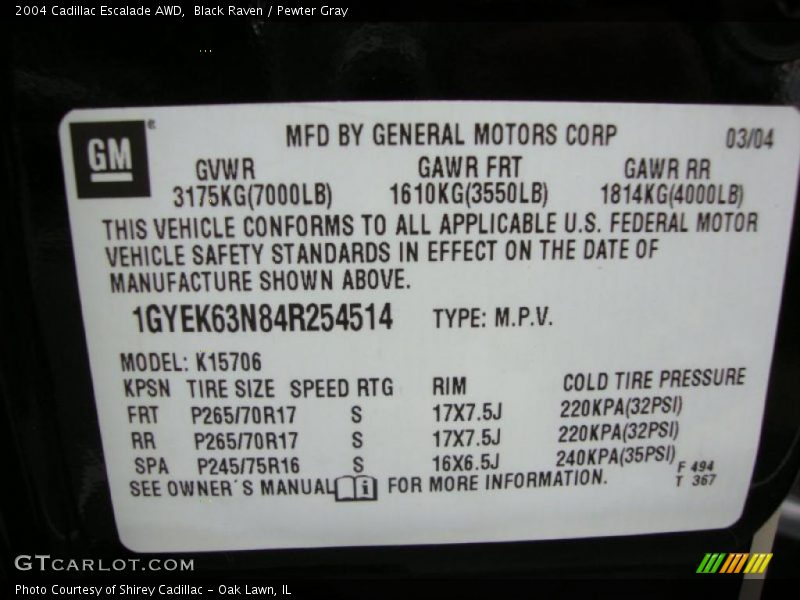 2004 Cadillac Escalade AWD,  Black Raven / Pewter Gray
...
GM ®
MFD BY GENERAL MOTORS CORP 03/04
GVWR GAWR FRT GAWR RR
3175KG(7000LB) 1610KG(3550LB) 1814KG(4000LB)
THIS VEHICLE CONFORMS TO ALL APPLICABLE U.S. FEDERAL MOTOR
VEHICLE SAFETY STANDARDS IN EFFECT ON THE DATE OF
MANUFACTURE SHOWN ABOVE.
1GYEK63N84R254514 TYPE: M.P.V.
MODEL: K15706
KPSN TIRE SIZE SPEED RTG RIM COLD TIRE PRESSURE
FRT P265/70R17 S 17X7.5J 220KPA(32PSI)
RR P265/70R17 S 17X7.5J 220KPA(32PSI)
SPA P245/75R16 S 16X6.5J 240KPA(35PSI)
F 494
T 367
SEE OWNER´S MANUAL i FOR MORE INFORMATION.
GTCARLOT.COM
Photo Courtesy of Shirey Cadillac - Oak Lawn, IL